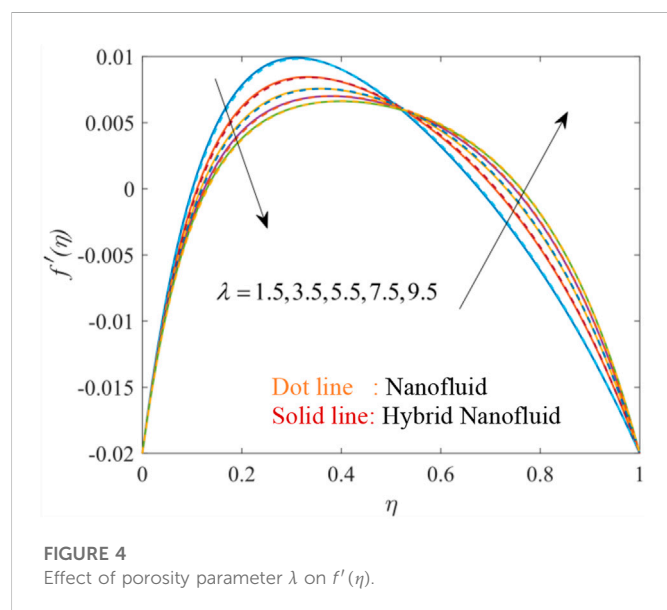 0.01
0.005
0
-0.005
-0.01
-0.015
-0.02
f'(η)
λ = 1.5,3.5,5.5,7.5,9.5
Dot line : Nanofluid
Solid line: Hybrid Nanofluid
0 0.2 0.4 0.6 0.8 1
η
FIGURE 4
Effect of porosity parameter λ on f'(η).